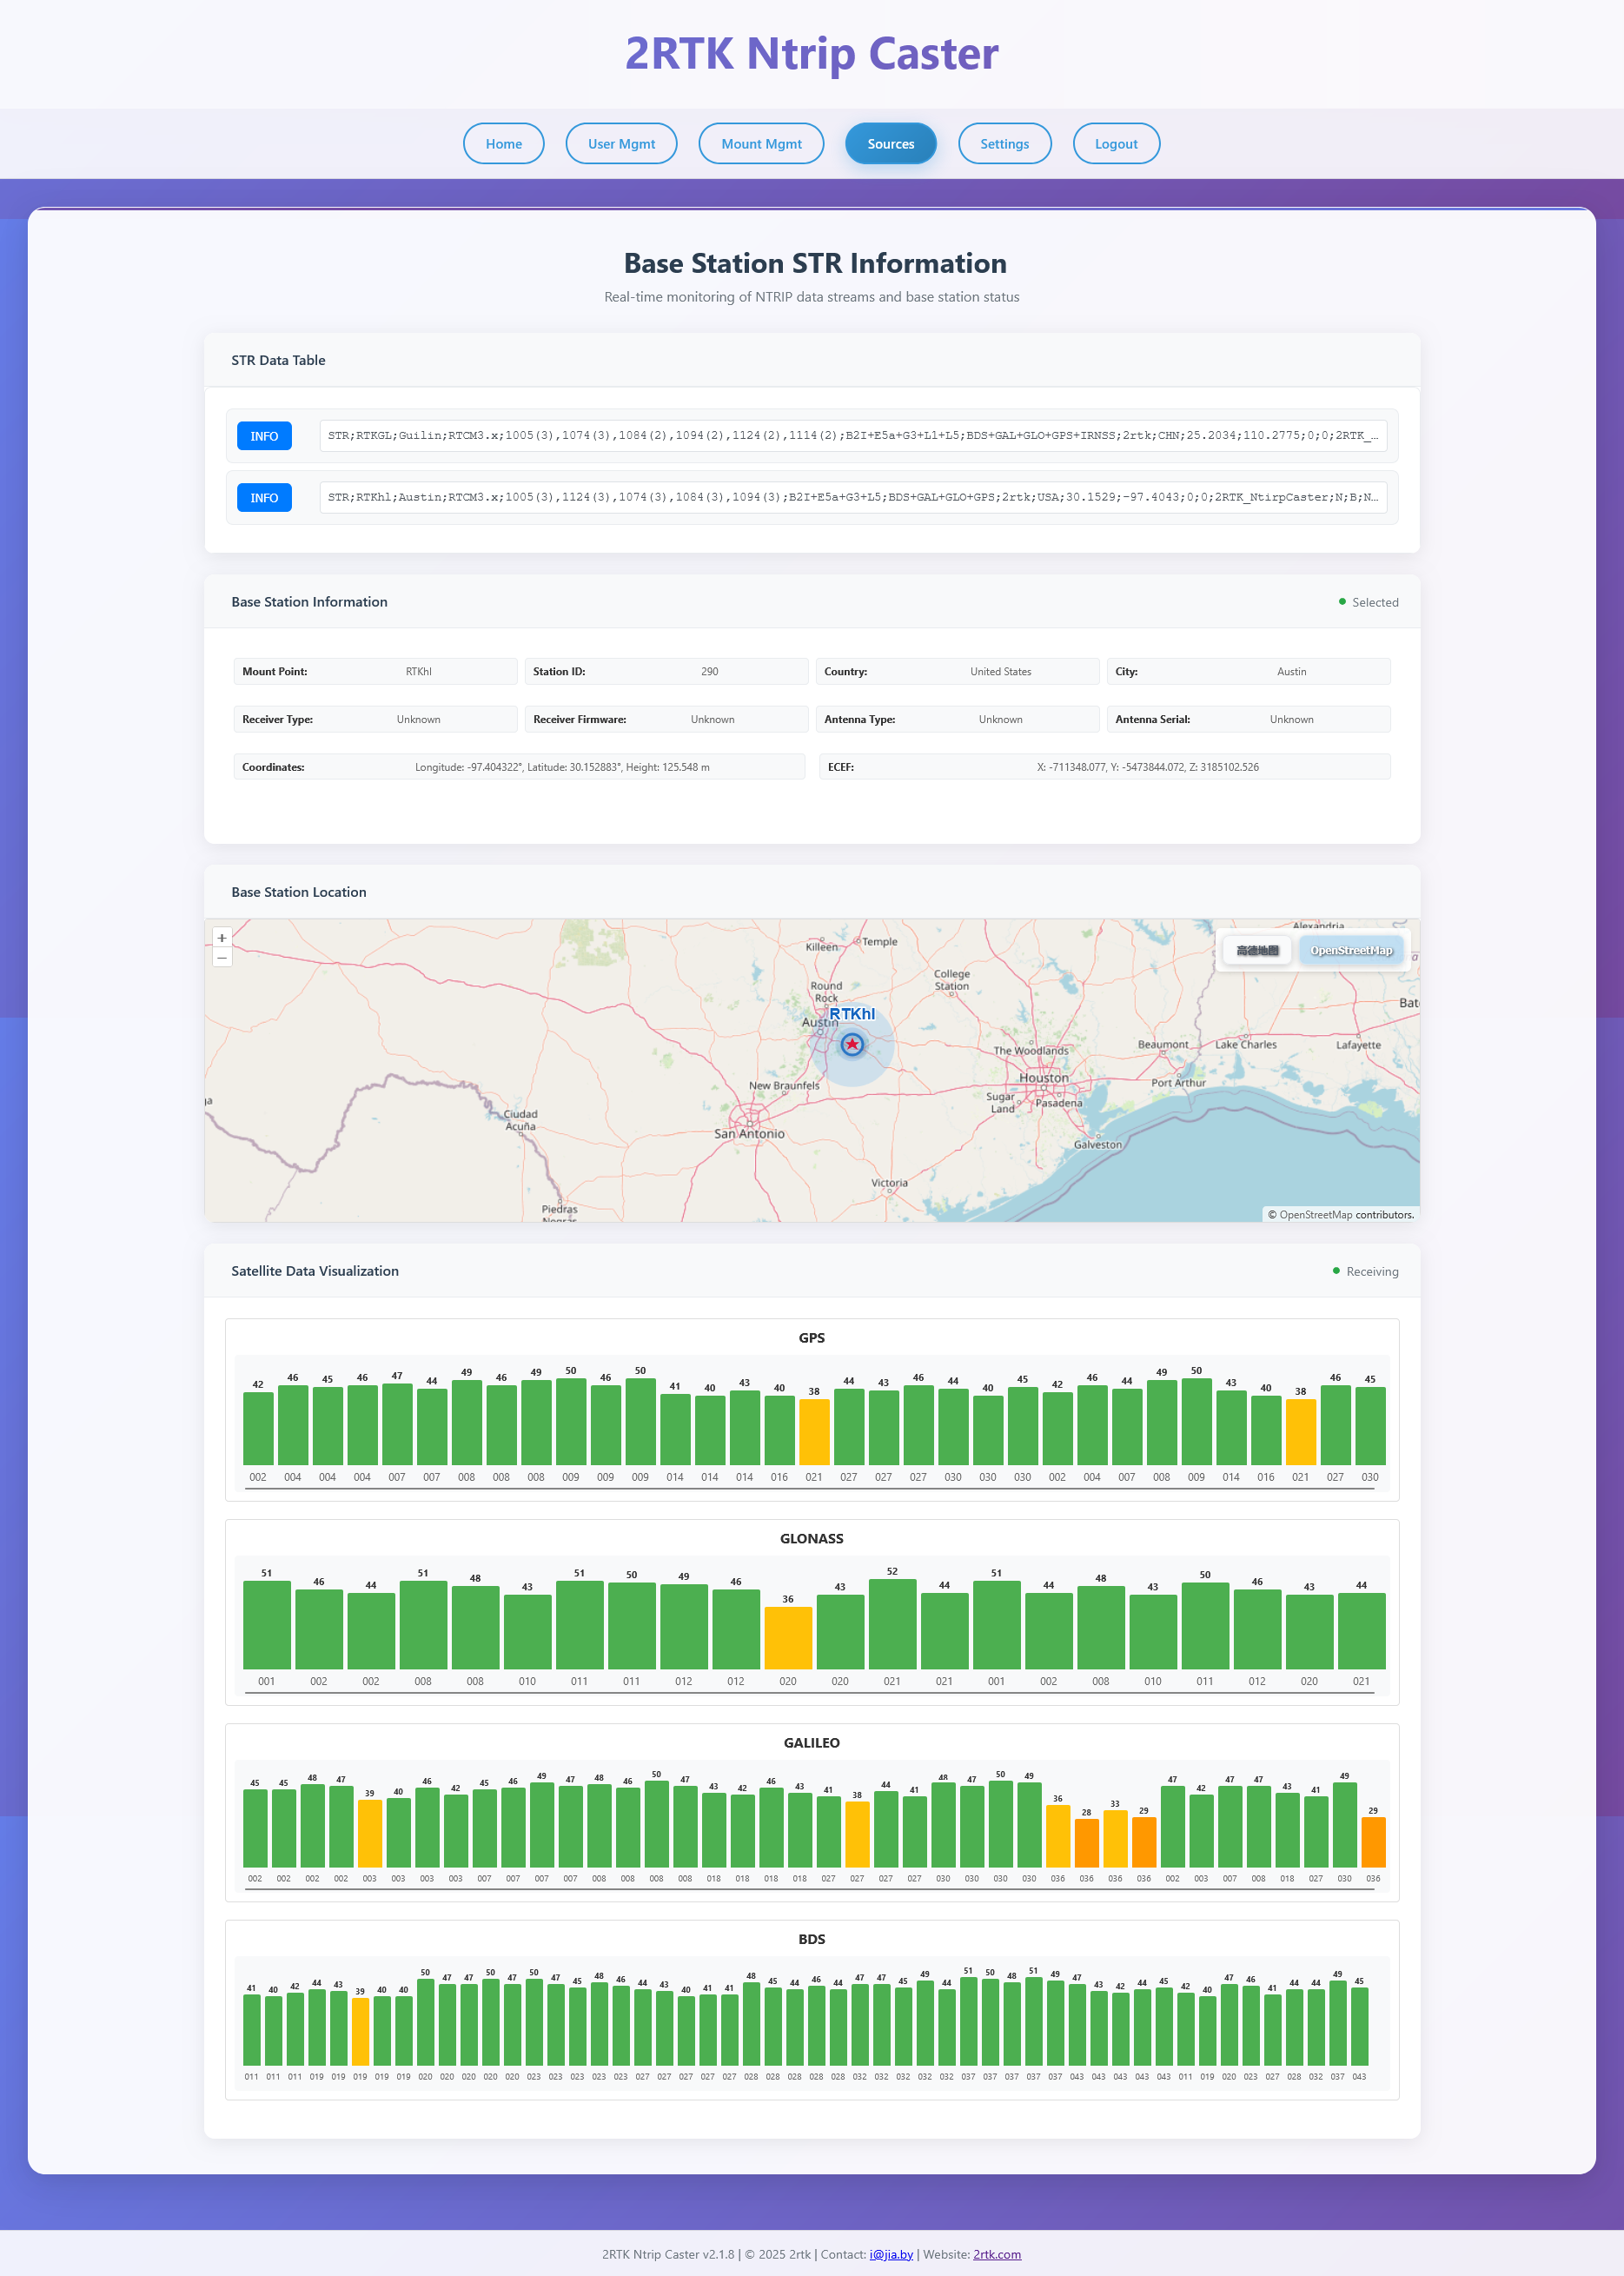 2RTK Ntrip Caster
Home User Mgmt Mount Mgmt Sources Settings Logout
Base Station STR Information
Real-time monitoring of NTRIP data streams and base station status
STR Data Table
INFO STR;RTKGL;Guilin;RTCM3.x;1005(3),1074(3),1084(2),1094(2),1124(2),1114(2);B2I+E5a+G3+L1+L5;BDS+GAL+GLO+GPS+IRNSS;2rtk;CHN;25.2034;110.2775;0;0;2RTK_…
INFO STR;RTKhl;Austin;RTCM3.x;1005(3),1124(3),1074(3),1084(3),1094(3);B2I+E5a+G3+L5;BDS+GAL+GLO+GPS;2rtk;USA;30.1529;-97.4043;0;0;2RTK_NtirpCaster;N;B;N…
Base Station Information Selected
Mount Point: RTKhl Station ID: 290 Country: United States City: Austin
Receiver Type: Unknown Receiver Firmware: Unknown Antenna Type: Unknown Antenna Serial: Unknown
Coordinates: Longitude: -97.404322°, Latitude: 30.152883°, Height: 125.548 m ECEF: X: -711348.077, Y: -5473844.072, Z: 3185102.526
Base Station Location
+
−
高德地图 OpenStreetMap
Alexandria
Killeen Temple
College
Station
Round
Rock
Bat
RTKhl
Austin
The Woodlands Beaumont Lake Charles Lafayette
Houston
New Braunfels Port Arthur
Sugar
Land
Pasadena
ga
Ciudad
Acuña
San Antonio
Galveston
Victoria
Piedras
Negras
© OpenStreetMap contributors.
Satellite Data Visualization Receiving
GPS
42 46 45 46 47 44 49 46 49 50 46 50 41 40 43 40 38 44 43 46 44 40 45 42 46 44 49 50 43 40 38 46 45
002 004 004 004 007 007 008 008 008 009 009 009 014 014 014 016 021 027 027 027 030 030 030 002 004 007 008 009 014 016 021 027 030
GLONASS
51 46 44 51 48 43 51 50 49 46 36 43 52 44 51 44 48 43 50 46 43 44
001 002 002 008 008 010 011 011 012 012 020 020 021 021 001 002 008 010 011 012 020 021
GALILEO
45 45 48 47 39 40 46 42 45 46 49 47 48 46 50 47 43 42 46 43 41 38 44 41 48 47 50 49 36 28 33 29 47 42 47 47 43 41 49 29
002 002 002 002 003 003 003 003 007 007 007 007 008 008 008 008 018 018 018 018 027 027 027 027 030 030 030 030 036 036 036 036 002 003 007 008 018 027 030 036
BDS
41 40 42 44 43 39 40 40 50 47 47 50 47 50 47 45 48 46 44 43 40 41 41 48 45 44 46 44 47 47 45 49 44 51 50 48 51 49 47 43 42 44 45 42 40 47 46 41 44 44 49 45
011 011 011 019 019 019 019 019 020 020 020 020 020 023 023 023 023 023 027 027 027 027 027 028 028 028 028 028 032 032 032 032 032 037 037 037 037 037 043 043 043 043 043 011 019 020 023 027 028 032 037 043
2RTK Ntrip Caster v2.1.8 | © 2025 2rtk | Contact: i@jia.by | Website: 2rtk.com